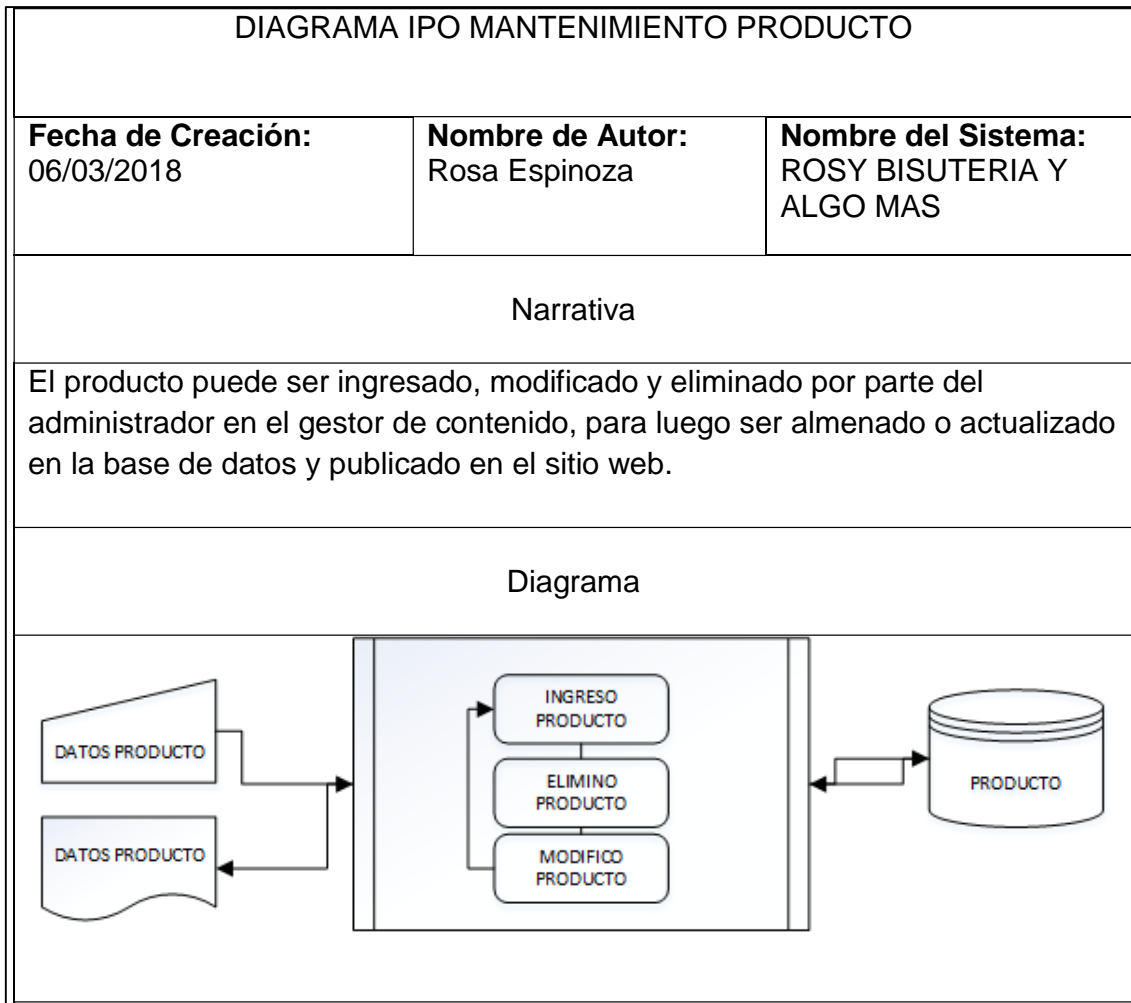 DIAGRAMA IPO MANTENIMIENTO PRODUCTO
Fecha de Creación:
06/03/2018
Nombre de Autor:
Rosa Espinoza
Nombre del Sistema:
ROSY BISUTERIA Y
ALGO MAS
Narrativa
El producto puede ser ingresado, modificado y eliminado por parte del
administrador en el gestor de contenido, para luego ser almenado o actualizado
en la base de datos y publicado en el sitio web.
Diagrama
DATOS PRODUCTO
DATOS PRODUCTO
INGRESO
PRODUCTO
ELIMINO
PRODUCTO
MODIFICO
PRODUCTO
PRODUCTO